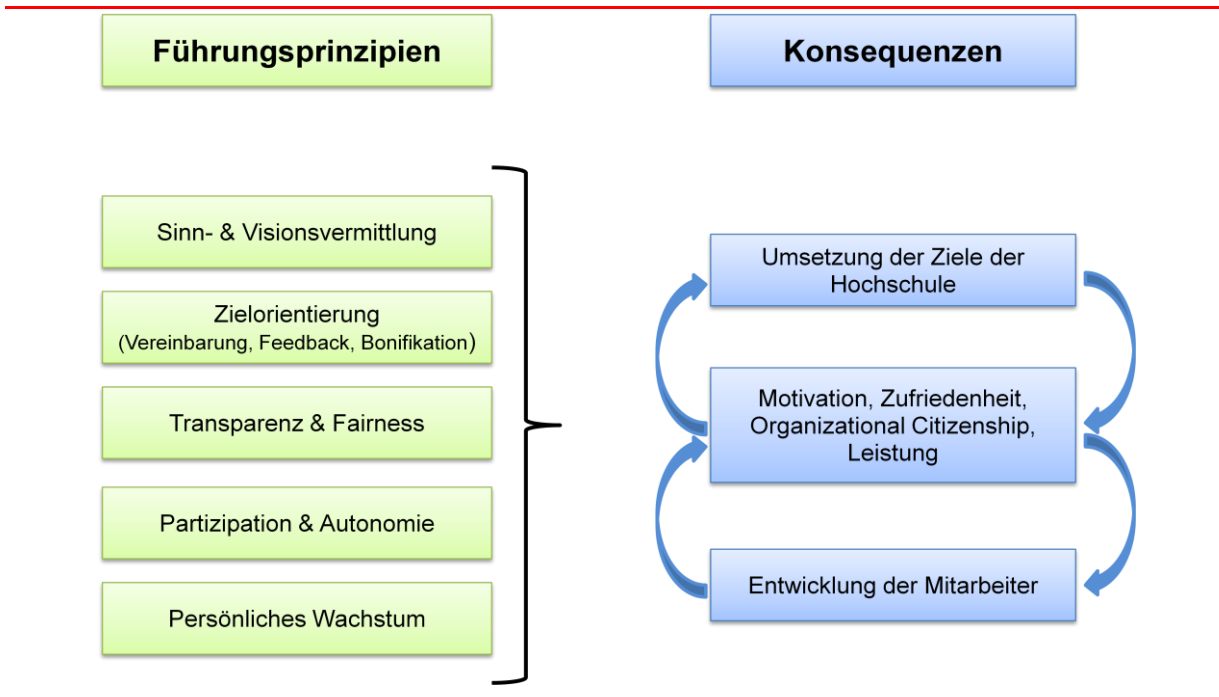 Führungsprinzipien
Konsequenzen
Sinn- & Visionsvermittlung
Zielorientierung
(Vereinbarung, Feedback, Bonifikation)
Transparenz & Fairness
Partizipation & Autonomie
Persönliches Wachstum
Umsetzung der Ziele der
Hochschule
Motivation, Zufriedenheit,
Organizational Citizenship,
Leistung
Entwicklung der Mitarbeiter